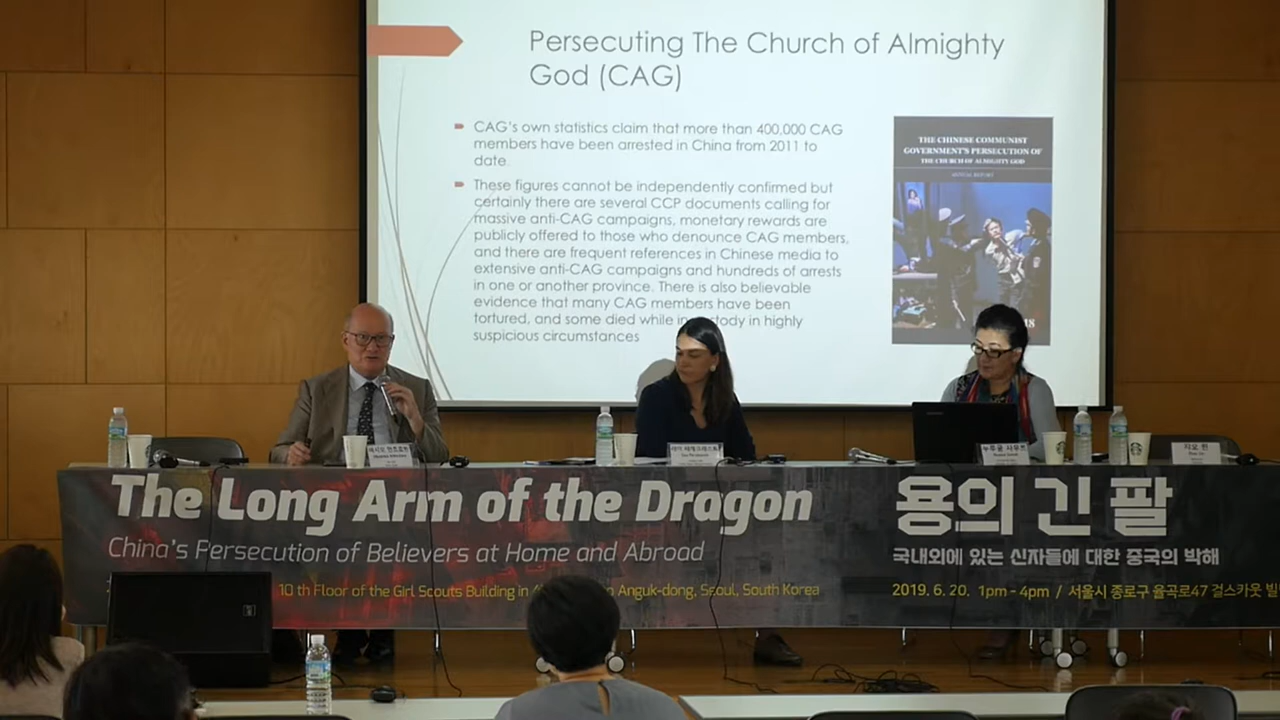 Persecuting The Church of Almighty
God (CAG)
CAG's own statistics claim that more than 400,000 CAG
members have been arrested in China from 2011 to
date.
These figures cannot be independently confirmed but
certainly there are several CCP documents calling for
massive anti-CAG campaigns, monetary rewards are
publicly offered to those who denounce CAG members,
and there are frequent references in Chinese media to
extensive anti-CAG campaigns and hundreds of arrests
in one or another province. There is also believable
evidence that many CAG members have been
tortured, and some died while in custody in highly
suspicious circumstances
THE CHINESE COMMUNIST
GOVERNMENT'S PERSECUTION OF
THE CHURCH OF ALMIGHTY GOD
ANNUAL REPORT
18
The Long Arm of the Dragon
China's Persecution of Believers at Home and Abroad
10 th Floor of the Girl Scouts Building in
Anguk-dong, Seoul, South Korea
용의 긴 팔
국내외에 있는 신자들에 대한 중국의 박해
2019. 6. 20. 1pm - 4pm / 서울시 종로구 율곡로47 걸스카웃 빌